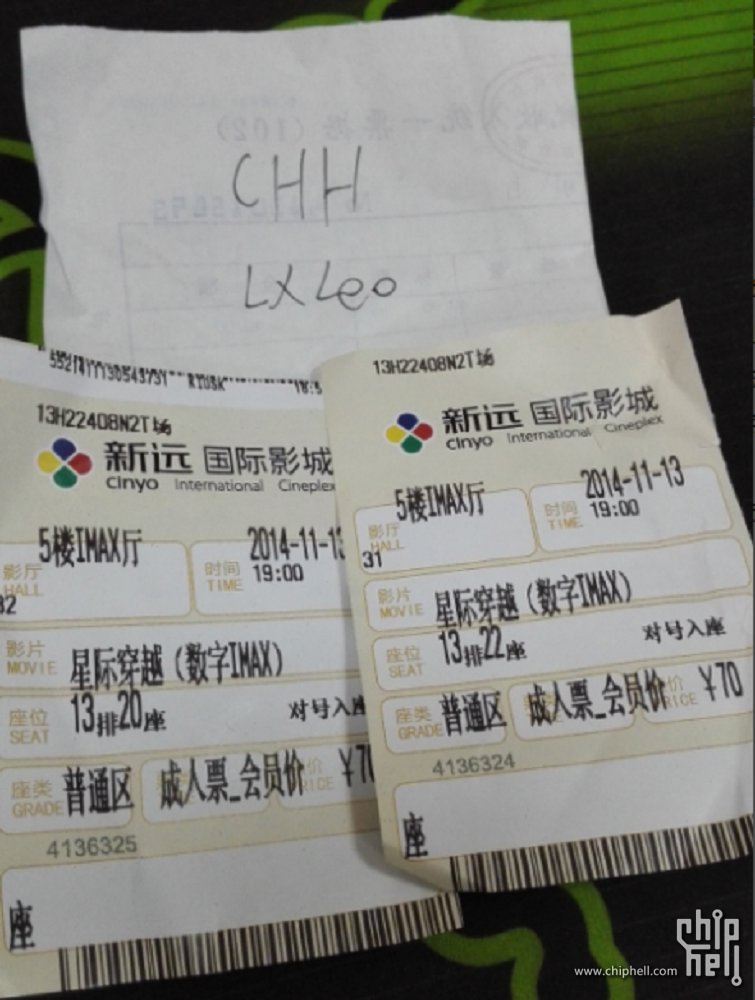 CHH
LXLeo
13H22408N2T场
新远 国际影城
cinyo International Cineplex
5楼IMAX厅
影厅
HALL
时间
TIME
2014-11-13
19:00
影片
MOVIE
星际穿越(数字IMAX)
座位
SEAT
13排20座
对号入座
座类
GRADE
普通区
成人票_会员价
¥70
4136325
座
13H22408N2T场
新远 国际影城
cinyo International Cineplex
5楼IMAX厅
影厅
HALL
31
时间
TIME
2014-11-13
19:00
影片
MOVIE
星际穿越(数字IMAX)
座位
SEAT
13排22座
对号入座
座类
GRADE
普通区
成人票_会员价
¥70
4136324
座
chip hell
www.chiphell.com